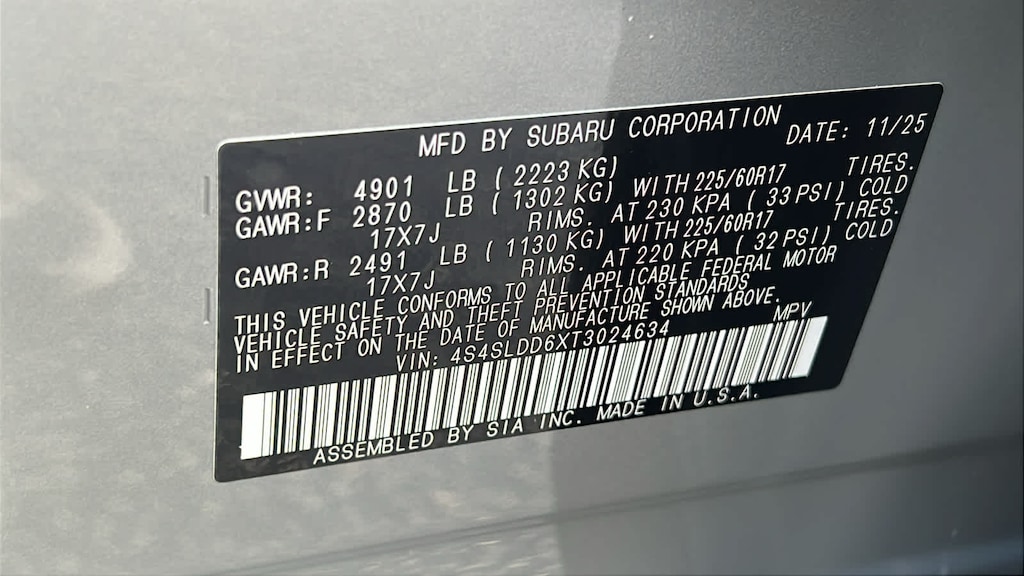 MFD BY SUBARU CORPORATION DATE: 11/25
GVWR: 4901 LB ( 2223 KG)
GAWR:F 2870 LB ( 1302 KG) WITH 225/60R17 TIRES.
17X7J RIMS. AT 230 KPA ( 33 PSI) COLD
GAWR:R 2491 LB ( 1130 KG) WITH 225/60R17 TIRES.
17X7J RIMS. AT 220 KPA ( 32 PSI) COLD
THIS VEHICLE CONFORMS TO ALL APPLICABLE FEDERAL MOTOR
VEHICLE SAFETY AND THEFT PREVENTION STANDARDS
IN EFFECT ON THE DATE OF MANUFACTURE SHOWN ABOVE.
VIN: 4S4SLDD6XT3024634 MPV
ASSEMBLED BY SIA INC. MADE IN U.S.A.